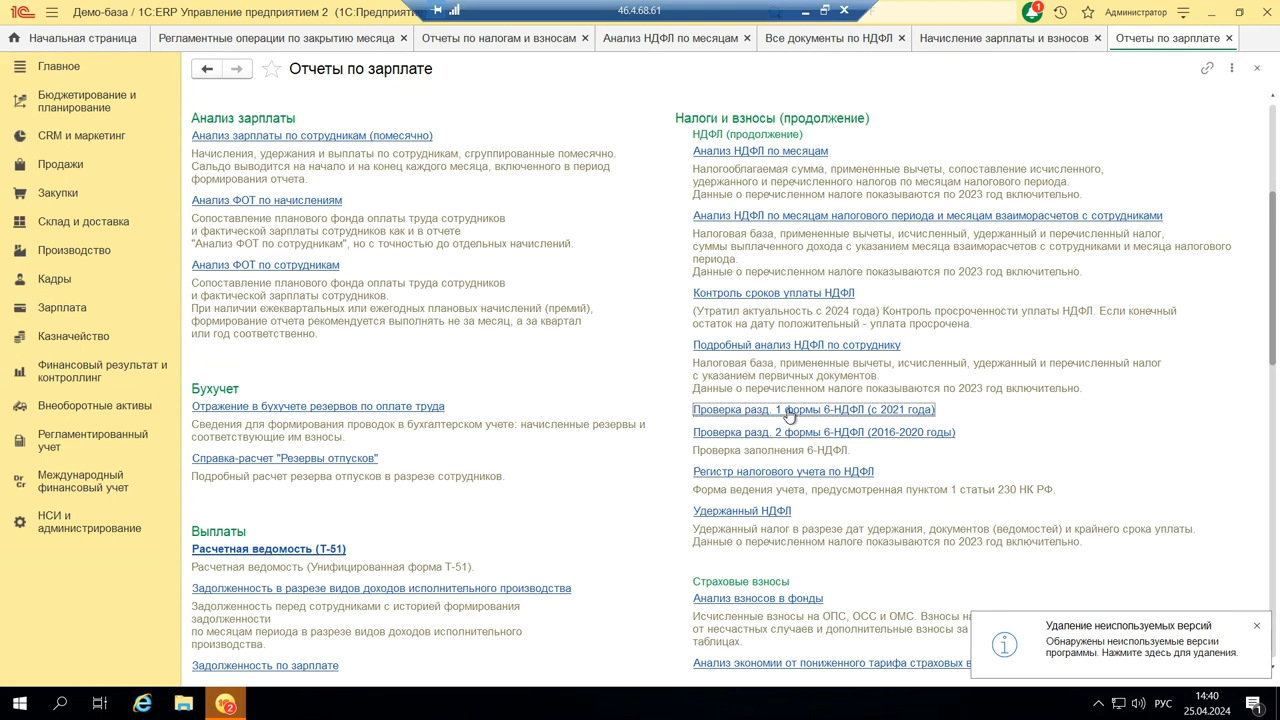 Демо-база / 1C:ERP Управление предприятием 2 (1С:Предприят
46.4.68.61
1
Администратор
Начальная страница
Регламентные операции по закрытию месяца ×
Отчеты по налогам и взносам ×
Анализ НДФЛ по месяцам ×
Все документы по НДФЛ ×
Начисление зарплаты и взносов ×
Отчеты по зарплате ×
Главное
Бюджетирование и
планирование
CRM и маркетинг
Продажи
Закупки
Склад и доставка
Производство
Кадры
Зарплата
Казначейство
Финансовый результат и
контроллинг
Внеоборотные активы
Регламентированный
учет
Международный
финансовый учет
НСИ и
администрирование
Отчеты по зарплате
Анализ зарплаты
Анализ зарплаты по сотрудникам (помесячно)
Начисления, удержания и выплаты по сотрудникам, сгруппированные помесячно.
Сальдо выводится на начало и на конец каждого месяца, включенного в период
формирования отчета.
Анализ ФОТ по начислениям
Сопоставление планового фонда оплаты труда сотрудников
и фактической зарплаты сотрудников как и в отчете
"Анализ ФОТ по сотрудникам", но с точностью до отдельных начислений.
Анализ ФОТ по сотрудникам
Сопоставление планового фонда оплаты труда сотрудников
и фактической зарплаты сотрудников.
При наличии ежеквартальных или ежегодных плановых начислений (премий),
формирование отчета рекомендуется выполнять не за месяц, а за квартал
или год соответственно.
Бухучет
Отражение в бухучете резервов по оплате труда
Сведения для формирования проводок в бухгалтерском учете: начисленные резервы и
соответствующие им взносы.
Справка-расчет "Резервы отпусков"
Подробный расчет резерва отпусков в разрезе сотрудников.
Выплаты
Расчетная ведомость (Т-51)
Расчетная ведомость (Унифицированная форма Т-51).
Задолженность в разрезе видов доходов исполнительного производства
Задолженность перед сотрудниками с историей формирования
задолженности
по месяцам периода в разрезе видов доходов исполнительного
производства.
Задолженность по зарплате
Налоги и взносы (продолжение)
НДФЛ (продолжение)
Анализ НДФЛ по месяцам
Налогооблагаемая сумма, примененные вычеты, сопоставление исчисленного,
удержанного и перечисленного налогов по месяцам налогового периода.
Данные о перечисленном налоге показываются по 2023 год включительно.
Анализ НДФЛ по месяцам налогового периода и месяцам взаиморасчетов с сотрудниками
Налоговая база, примененные вычеты, исчисленный, удержанный и перечисленный налог,
суммы выплаченного дохода с указанием месяца взаиморасчетов с сотрудниками и месяца налогового
периода.
Данные о перечисленном налоге показываются по 2023 год включительно.
Контроль сроков уплаты НДФЛ
(Утратил актуальность с 2024 года) Контроль просроченности уплаты НДФЛ. Если конечный
остаток на дату положительный - уплата просрочена.
Подробный анализ НДФЛ по сотруднику
Налоговая база, примененные вычеты, исчисленный, удержанный и перечисленный налог
с указанием первичных документов.
Данные о перечисленном налоге показываются по 2023 год включительно.
Проверка разд. 1 формы 6-НДФЛ (с 2021 года)
Проверка разд. 2 формы 6-НДФЛ (2016-2020 годы)
Проверка заполнения 6-НДФЛ.
Регистр налогового учета по НДФЛ
Форма ведения учета, предусмотренная пунктом 1 статьи 230 НК РФ.
Удержанный НДФЛ
Удержанный налог в разрезе дат удержания, документов (ведомостей) и крайнего срока уплаты.
Данные о перечисленном налоге показываются по 2023 год включительно.
Страховые взносы
Анализ взносов в фонды
Исчисленные взносы на ОПС, ОСС и ОМС. Взносы на
от несчастных случаев и дополнительные взносы за
таблицах.
Анализ экономии от пониженного тарифа страховых в
Удаление неиспользуемых версий
Обнаружены неиспользуемые версии
программы. Нажмите здесь для удаления.
2
РУС
14:40
25.04.2024
1